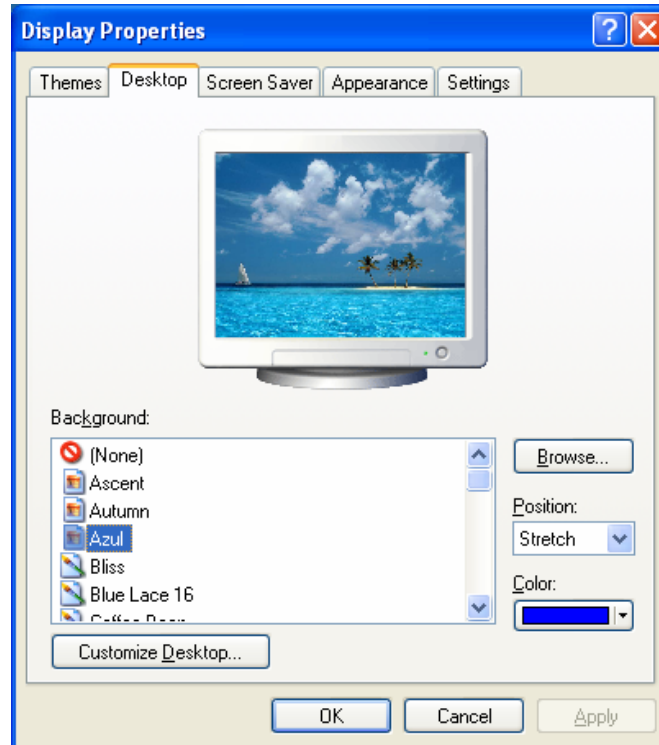 Display Properties
Themes Desktop Screen Saver Appearance Settings
Background:
(None)
Ascent
Autumn
Azul
Bliss
Blue Lace 16
Browse...
Position:
Stretch
Color:
Customize Desktop...
OK Cancel Apply